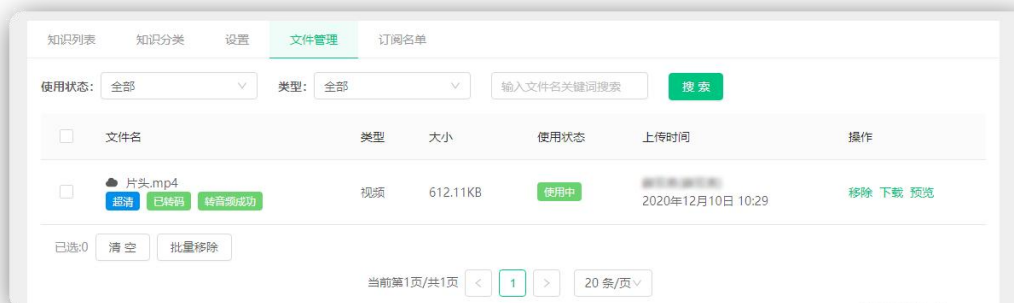 知识列表 知识分类 设置 文件管理 订阅名单
使用状态: 全部 类型: 全部 输入文件名关键词搜索 搜 索
文件名 类型 大小 使用状态 上传时间 操作
片头.mp4
超清 已转码 转音频成功 视频 612.11KB 使用中 2020年12月10日 10:29 移除 下载 预览
已选:0 清 空 批量移除
当前第1页/共1页 < 1 > 20 条/页